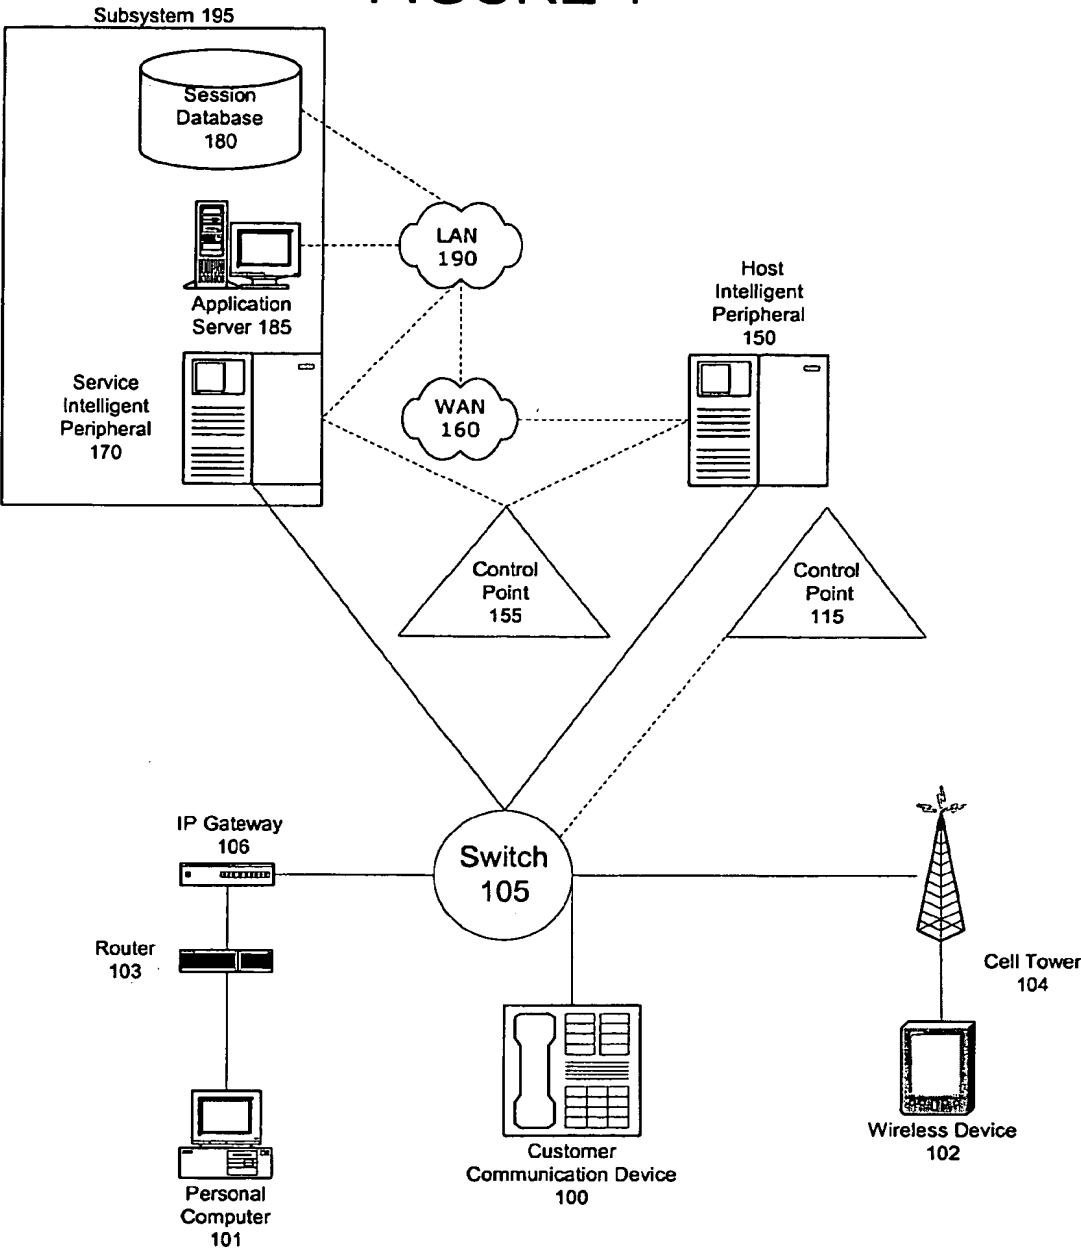 Subsystem 195
Session
Database
180
LAN
190
Application
Server 185
Host
Intelligent
Peripheral
150
Service
Intelligent
Peripheral
170
WAN
160
Control
Point
155
Control
Point
115
IP Gateway
106
Switch
105
Router
103
Cell Tower
104
Wireless Device
102
Customer
Communication Device
100
Personal
Computer
101